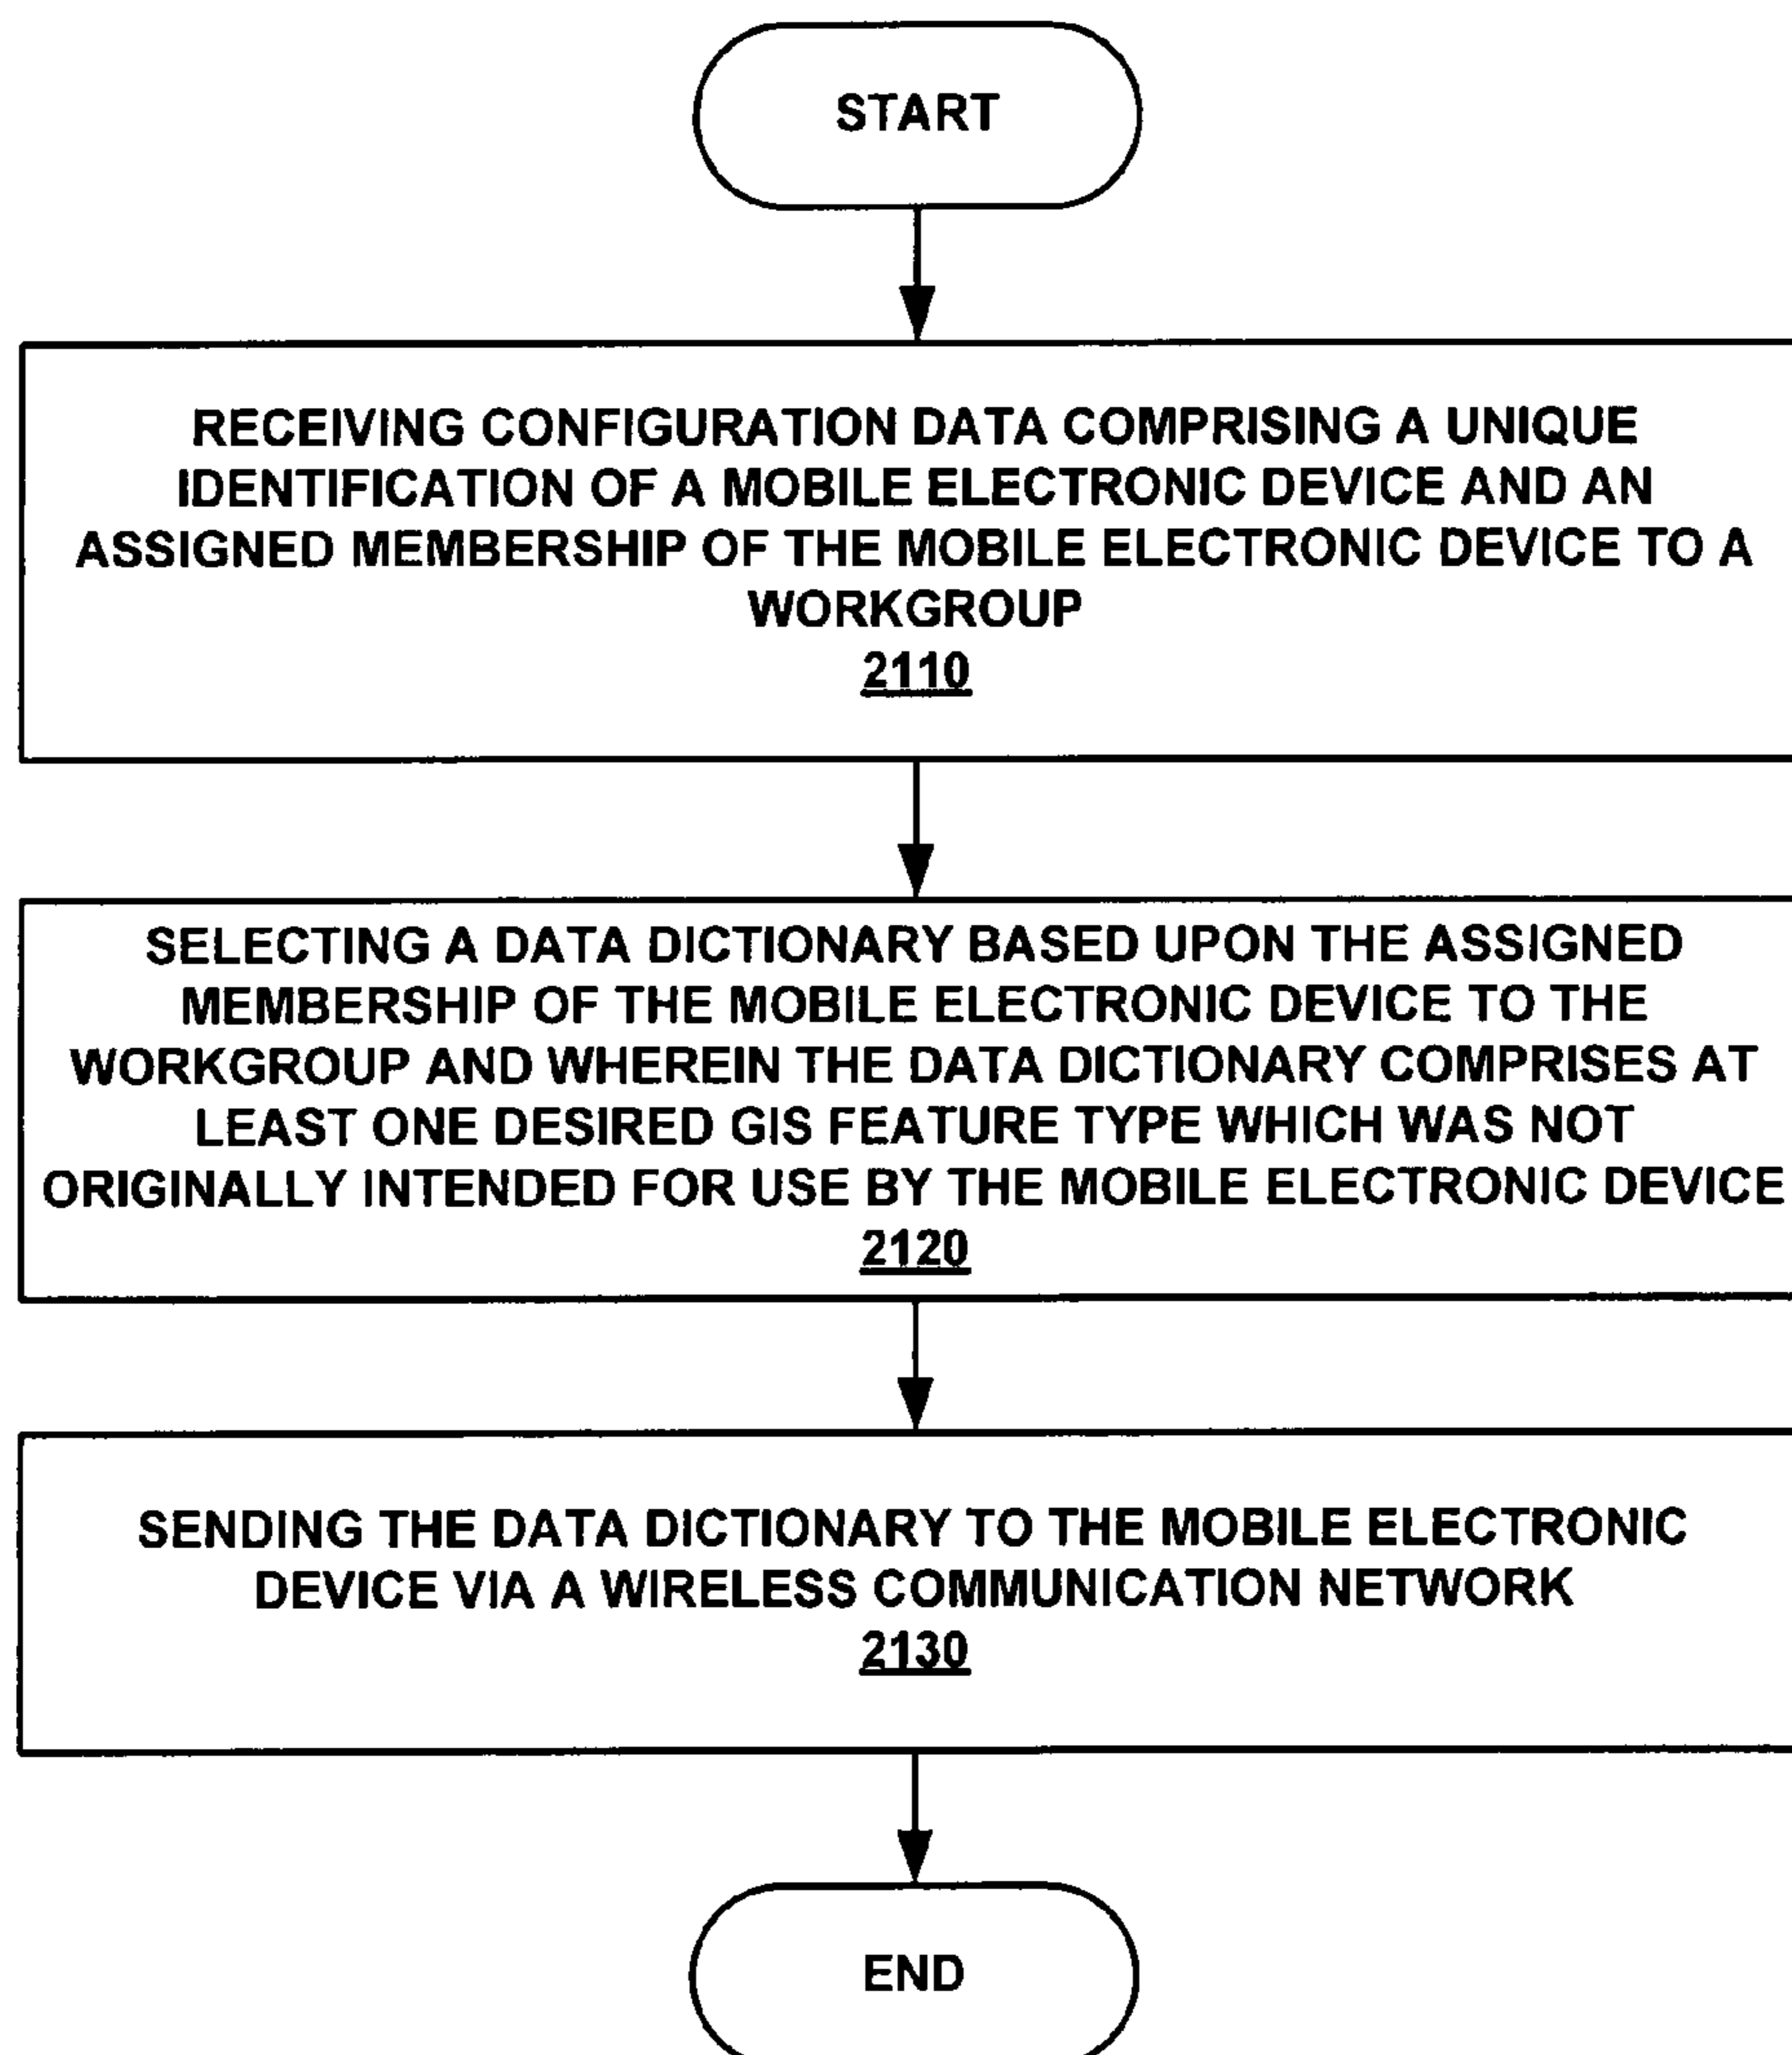 START
RECEIVING CONFIGURATION DATA COMPRISING A UNIQUE
IDENTIFICATION OF A MOBILE ELECTRONIC DEVICE AND AN
ASSIGNED MEMBERSHIP OF THE MOBILE ELECTRONIC DEVICE TO A
WORKGROUP
2110
SELECTING A DATA DICTIONARY BASED UPON THE ASSIGNED
MEMBERSHIP OF THE MOBILE ELECTRONIC DEVICE TO THE
WORKGROUP AND WHEREIN THE DATA DICTIONARY COMPRISES AT
LEAST ONE DESIRED GIS FEATURE TYPE WHICH WAS NOT
ORIGINALLY INTENDED FOR USE BY THE MOBILE ELECTRONIC DEVICE
2120
SENDING THE DATA DICTIONARY TO THE MOBILE ELECTRONIC
DEVICE VIA A WIRELESS COMMUNICATION NETWORK
2130
END